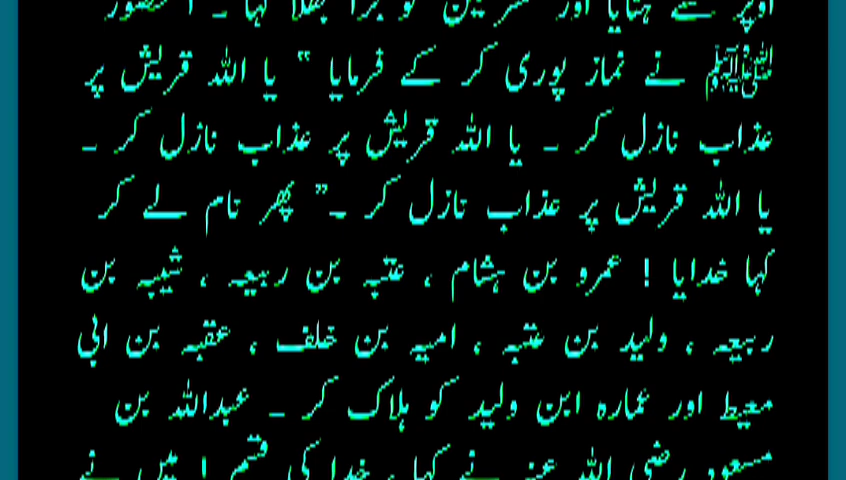 اوپر سے ہٹایا اور مشرکین کو برا بھلا کہا ۔ حضور
ﷺ نے نماز پوری کر کے فرمایا " یا اللہ قریش پر
عذاب نازل کر ۔ یا اللہ قریش پر عذاب نازل کر ۔
یا اللہ قریش پر عذاب نازل کر ۔" پھر نام لے کر
کہا خدایا ! عمرو بن ہشام ، عتبہ بن ربیعہ ، شیبہ بن
ربیعہ ، ولید بن عتبہ ، امیہ بن خلف ، عقبہ بن ابی
معیط اور عمارہ ابن ولید کو ہلاک کر ۔ عبداللہ بن
مسعود رضی اللہ عنہ نے کہا ، خدا کی قسم ! میں نے